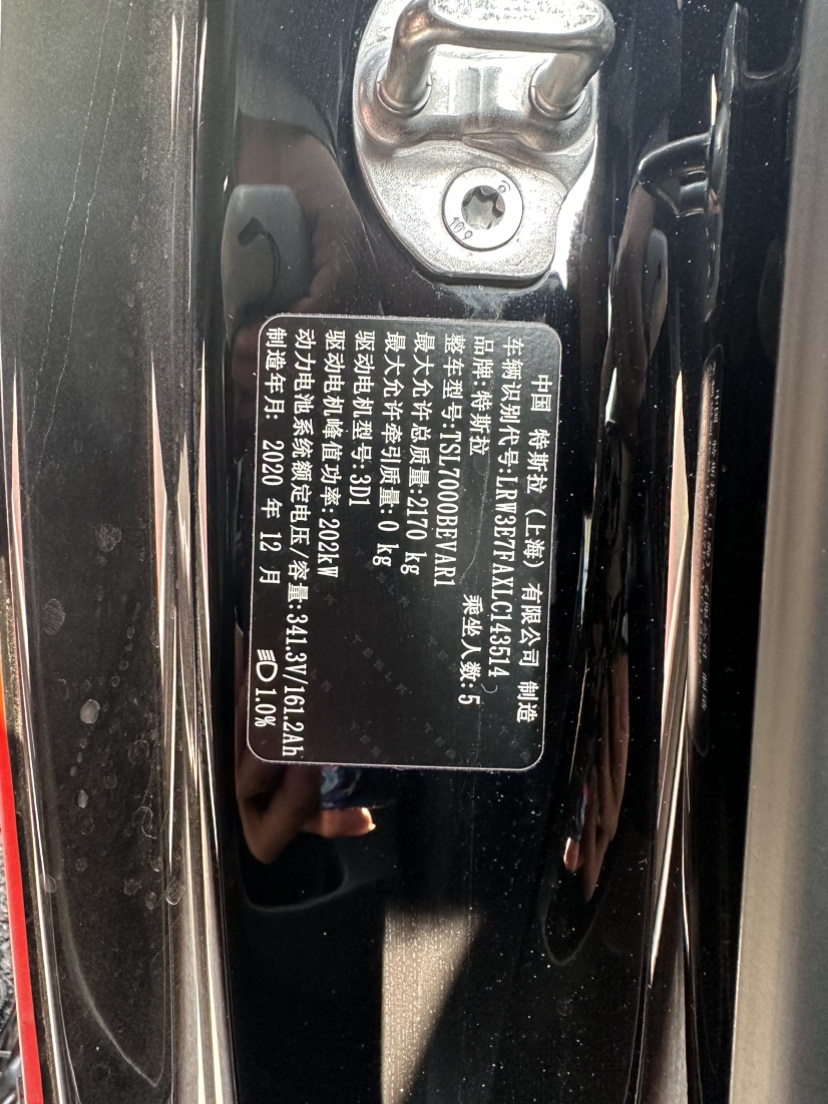 中国 特斯拉（上海）有限公司 制造
车辆识别代号:LRW3E7FAXLC143514
品牌:特斯拉 乘坐人数:5
整车型号:TSL7000BEVAR1
最大允许总质量:2170 kg
最大允许牵引质量:0 kg
驱动电机型号:3D1
驱动电机峰值功率:202kW
动力电池系统额定电压/容量:341.3V/161.2Ah
制造年月: 2020 年 12 月 1.0%
10.9